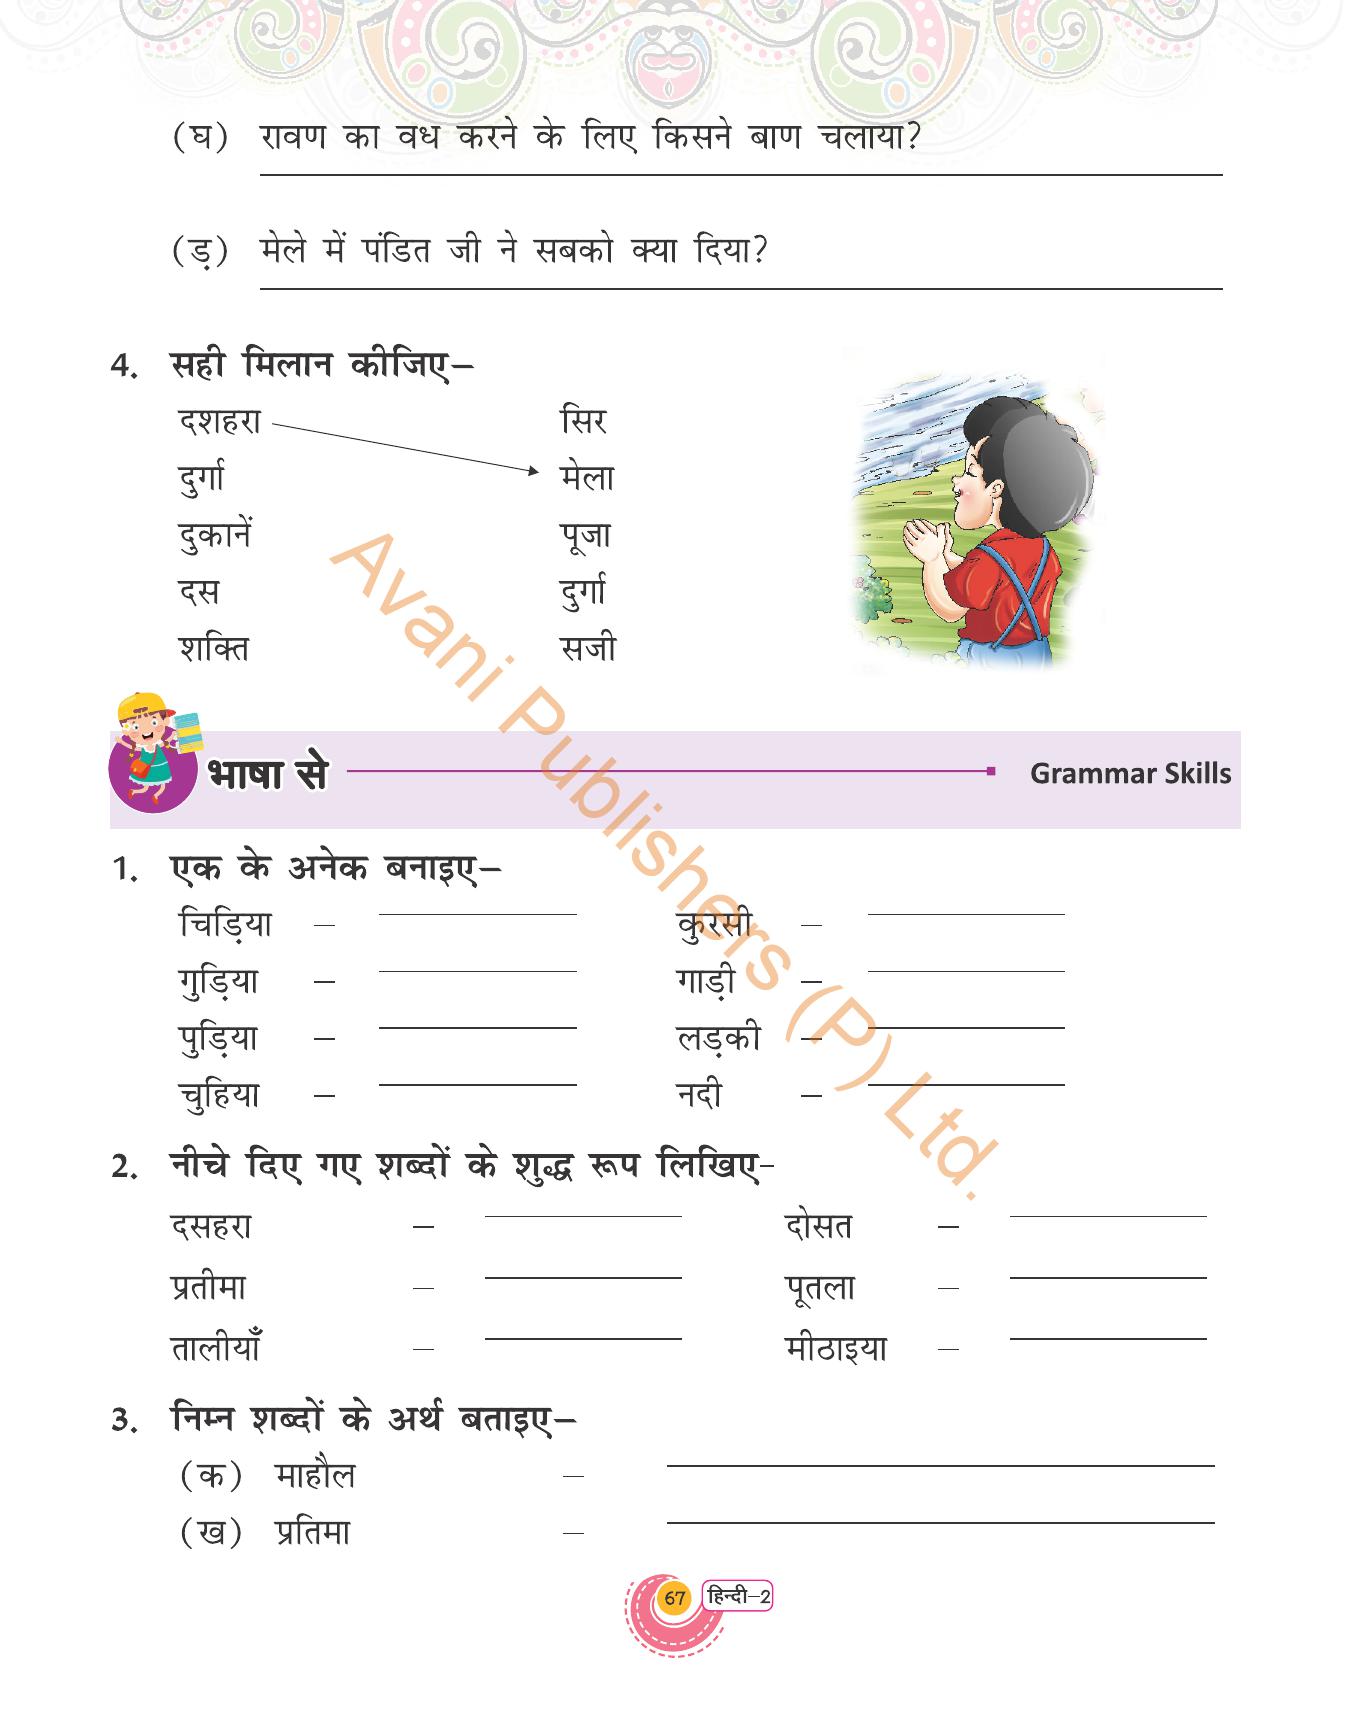 (घ) रावण का वध करने के लिए किसने बाण चलाया?
(ड़) मेले में पंडित जी ने सबको क्या दिया?
4. सही मिलान कीजिए–
दशहरा सिर
दुर्गा मेला
दुकानें पूजा
दस दुर्गा
शक्ति सजी
भाषा से Grammar Skills
1. एक के अनेक बनाइए–
चिड़िया – कुरसी –
गुड़िया – गाड़ी –
पुड़िया – लड़की –
चुहिया – नदी –
2. नीचे दिए गए शब्दों के शुद्ध रूप लिखिए-
दसहरा – दोसत –
प्रतीमा – पूतला –
तालीयाँ – मीठाइया –
3. निम्न शब्दों के अर्थ बताइए–
(क) माहौल –
(ख) प्रतिमा –
67 हिन्दी–2
Avani Publishers (P) Ltd.